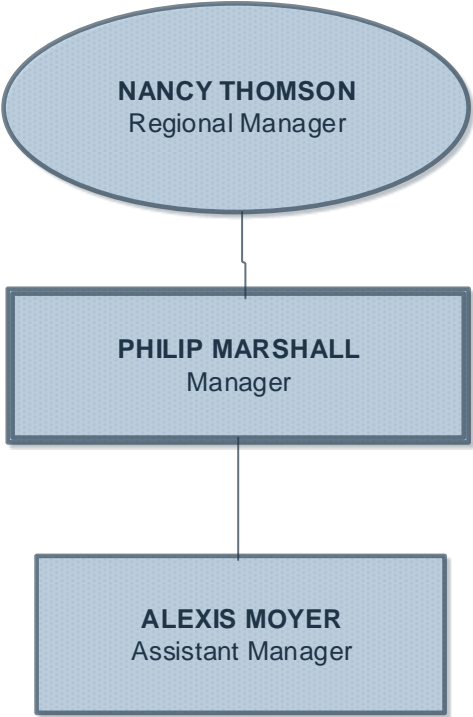 NANCY THOMSON
Regional Manager
PHILIP MARSHALL
Manager
ALEXIS MOYER
Assistant Manager